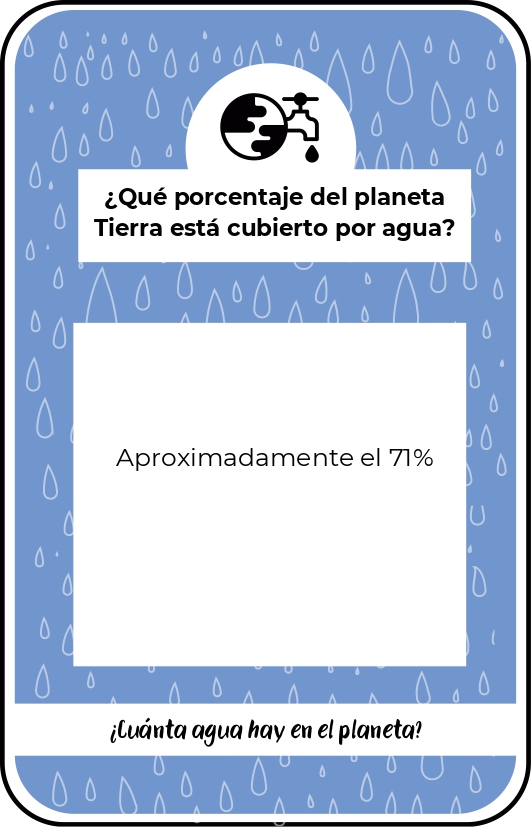 ¿Qué porcentaje del planeta
Tierra está cubierto por agua?
Aproximadamente el 71%
¿Cuánta agua hay en el planeta?